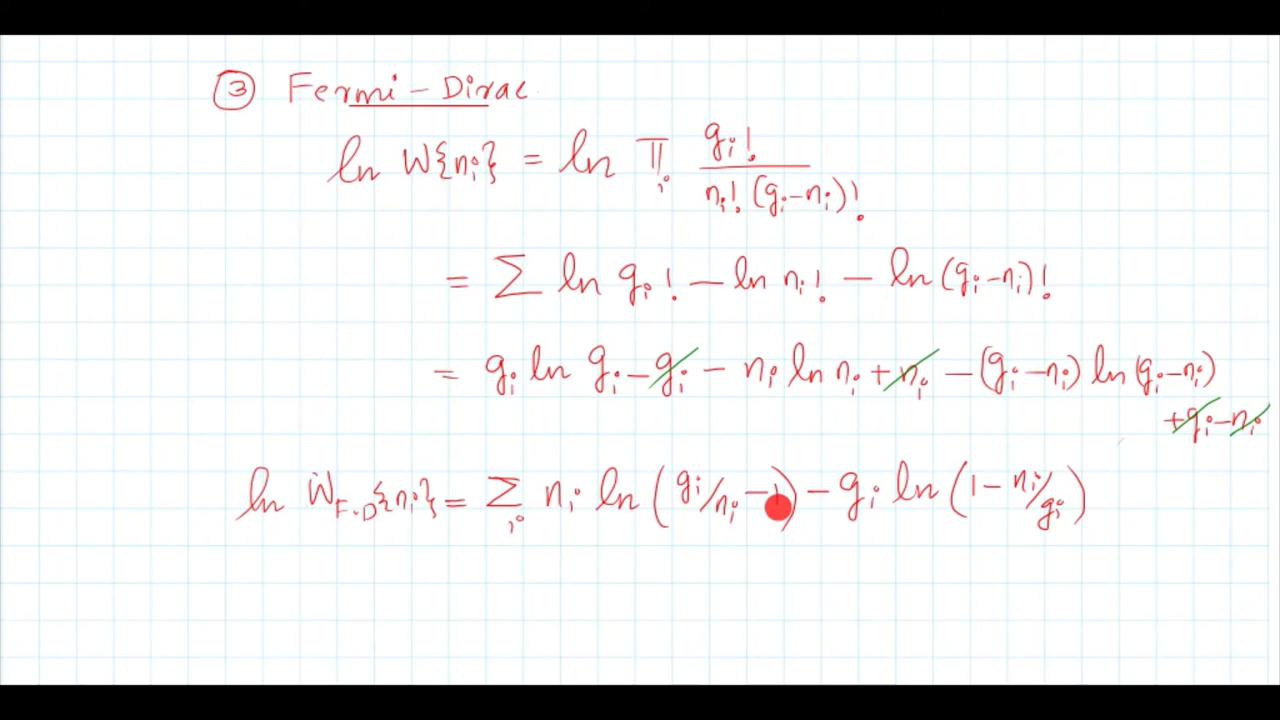 ③ Fermi - Dirac
ln W{nᵢ} = ln ∏ᵢ gᵢ! / nᵢ! (gᵢ - nᵢ)!
= ∑ ln gᵢ! - ln nᵢ! - ln (gᵢ - nᵢ)!
= gᵢ ln gᵢ - gᵢ - nᵢ ln nᵢ + nᵢ - (gᵢ - nᵢ) ln (gᵢ - nᵢ)
+ gᵢ - nᵢ
ln W_F.D{nᵢ} = ∑ᵢ nᵢ ln (gᵢ/nᵢ - 1) - gᵢ ln (1 - nᵢ/gᵢ)